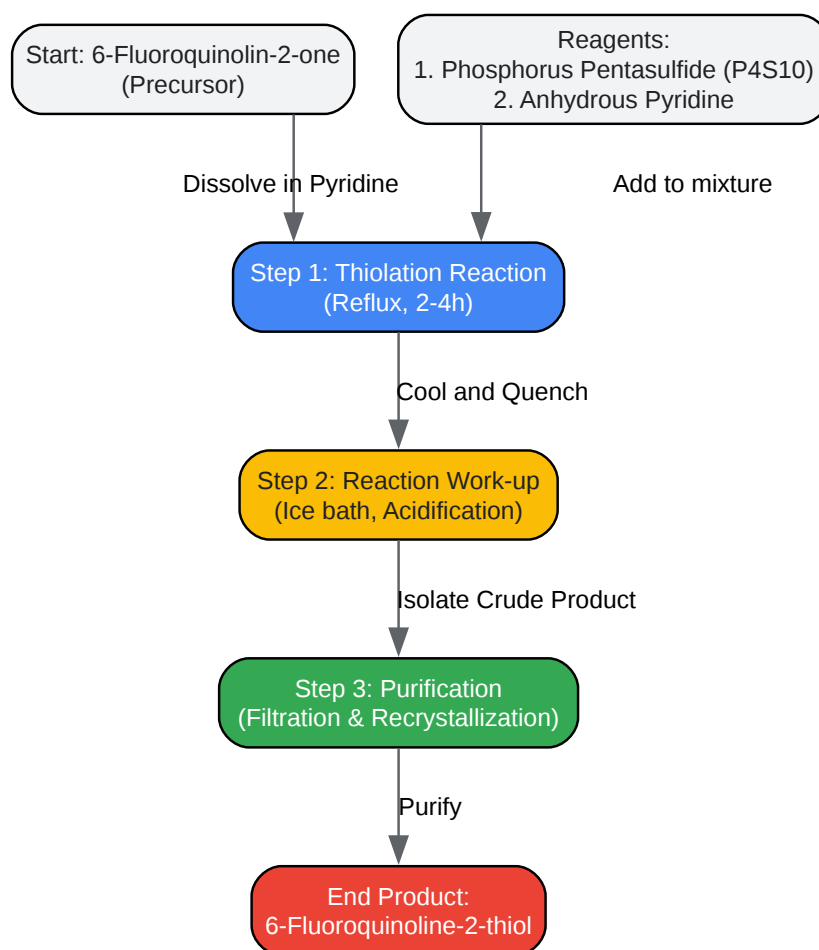 Start: 6-Fluoroquinolin-2-one
(Precursor)
Reagents:
1. Phosphorus Pentasulfide (P4S10)
2. Anhydrous Pyridine
Dissolve in Pyridine
Add to mixture
Step 1: Thiolation Reaction
(Reflux, 2-4h)
Cool and Quench
Step 2: Reaction Work-up
(Ice bath, Acidification)
Isolate Crude Product
Step 3: Purification
(Filtration & Recrystallization)
Purify
End Product:
6-Fluoroquinoline-2-thiol